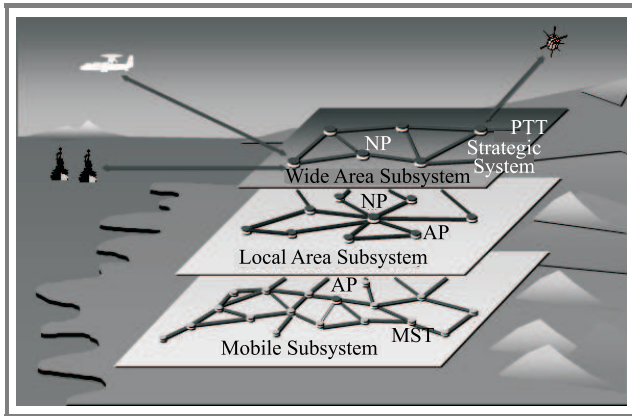 NP
PTT
Strategic
System
Wide Area Subsystem
NP
AP
Local Area Subsystem
AP
MST
Mobile Subsystem